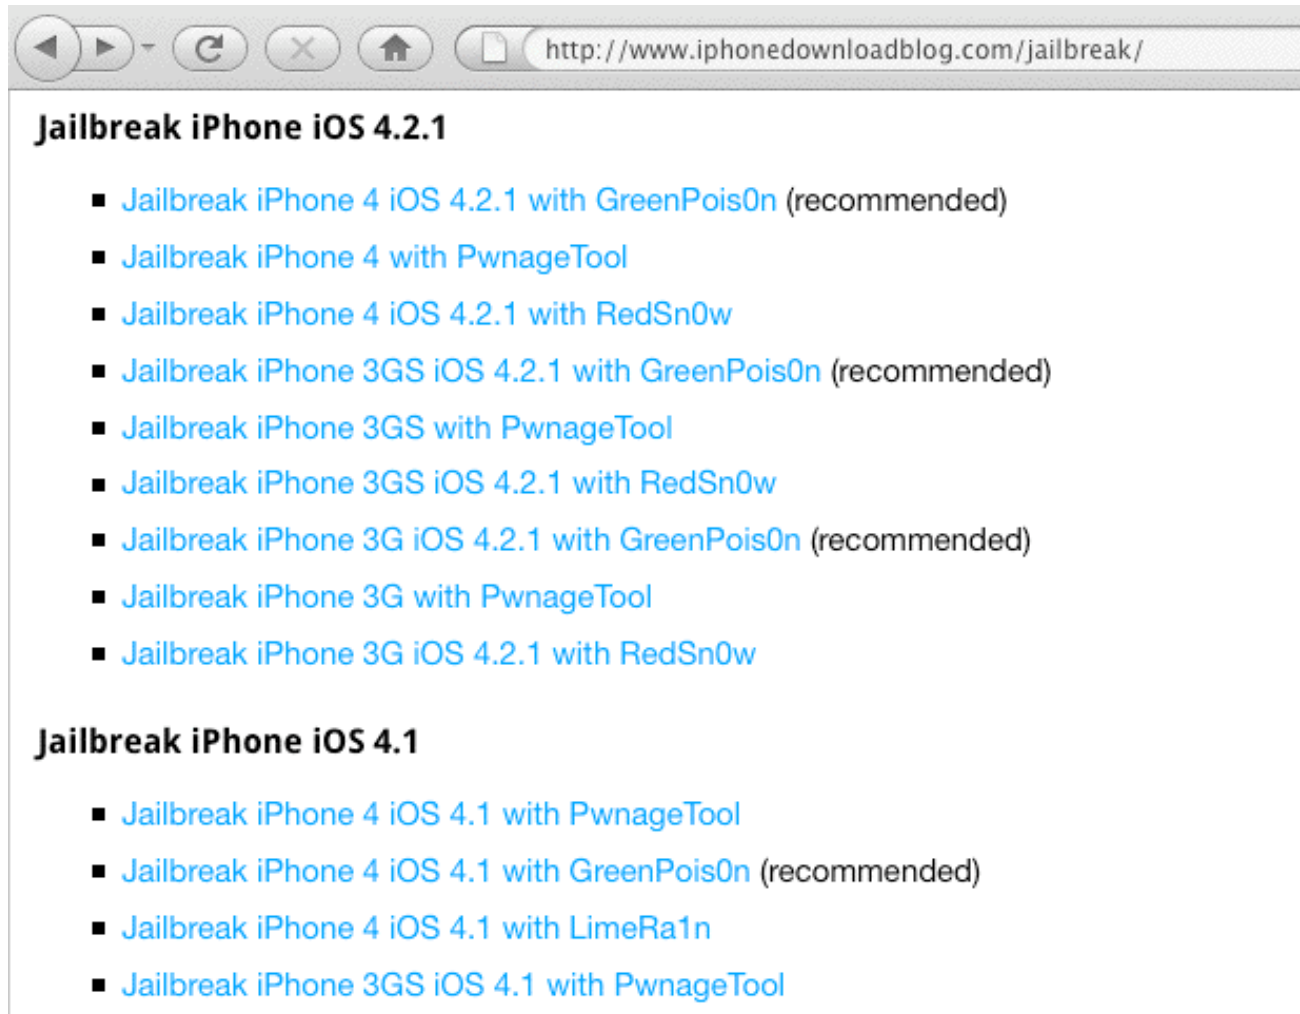 http://www.iphonedownloadblog.com/jailbreak/
Jailbreak iPhone iOS 4.2.1
Jailbreak iPhone 4 iOS 4.2.1 with GreenPois0n (recommended)
Jailbreak iPhone 4 with PwnageTool
Jailbreak iPhone 4 iOS 4.2.1 with RedSn0w
Jailbreak iPhone 3GS iOS 4.2.1 with GreenPois0n (recommended)
Jailbreak iPhone 3GS with PwnageTool
Jailbreak iPhone 3GS iOS 4.2.1 with RedSn0w
Jailbreak iPhone 3G iOS 4.2.1 with GreenPois0n (recommended)
Jailbreak iPhone 3G with PwnageTool
Jailbreak iPhone 3G iOS 4.2.1 with RedSn0w
Jailbreak iPhone iOS 4.1
Jailbreak iPhone 4 iOS 4.1 with PwnageTool
Jailbreak iPhone 4 iOS 4.1 with GreenPois0n (recommended)
Jailbreak iPhone 4 iOS 4.1 with LimeRa1n
Jailbreak iPhone 3GS iOS 4.1 with PwnageTool